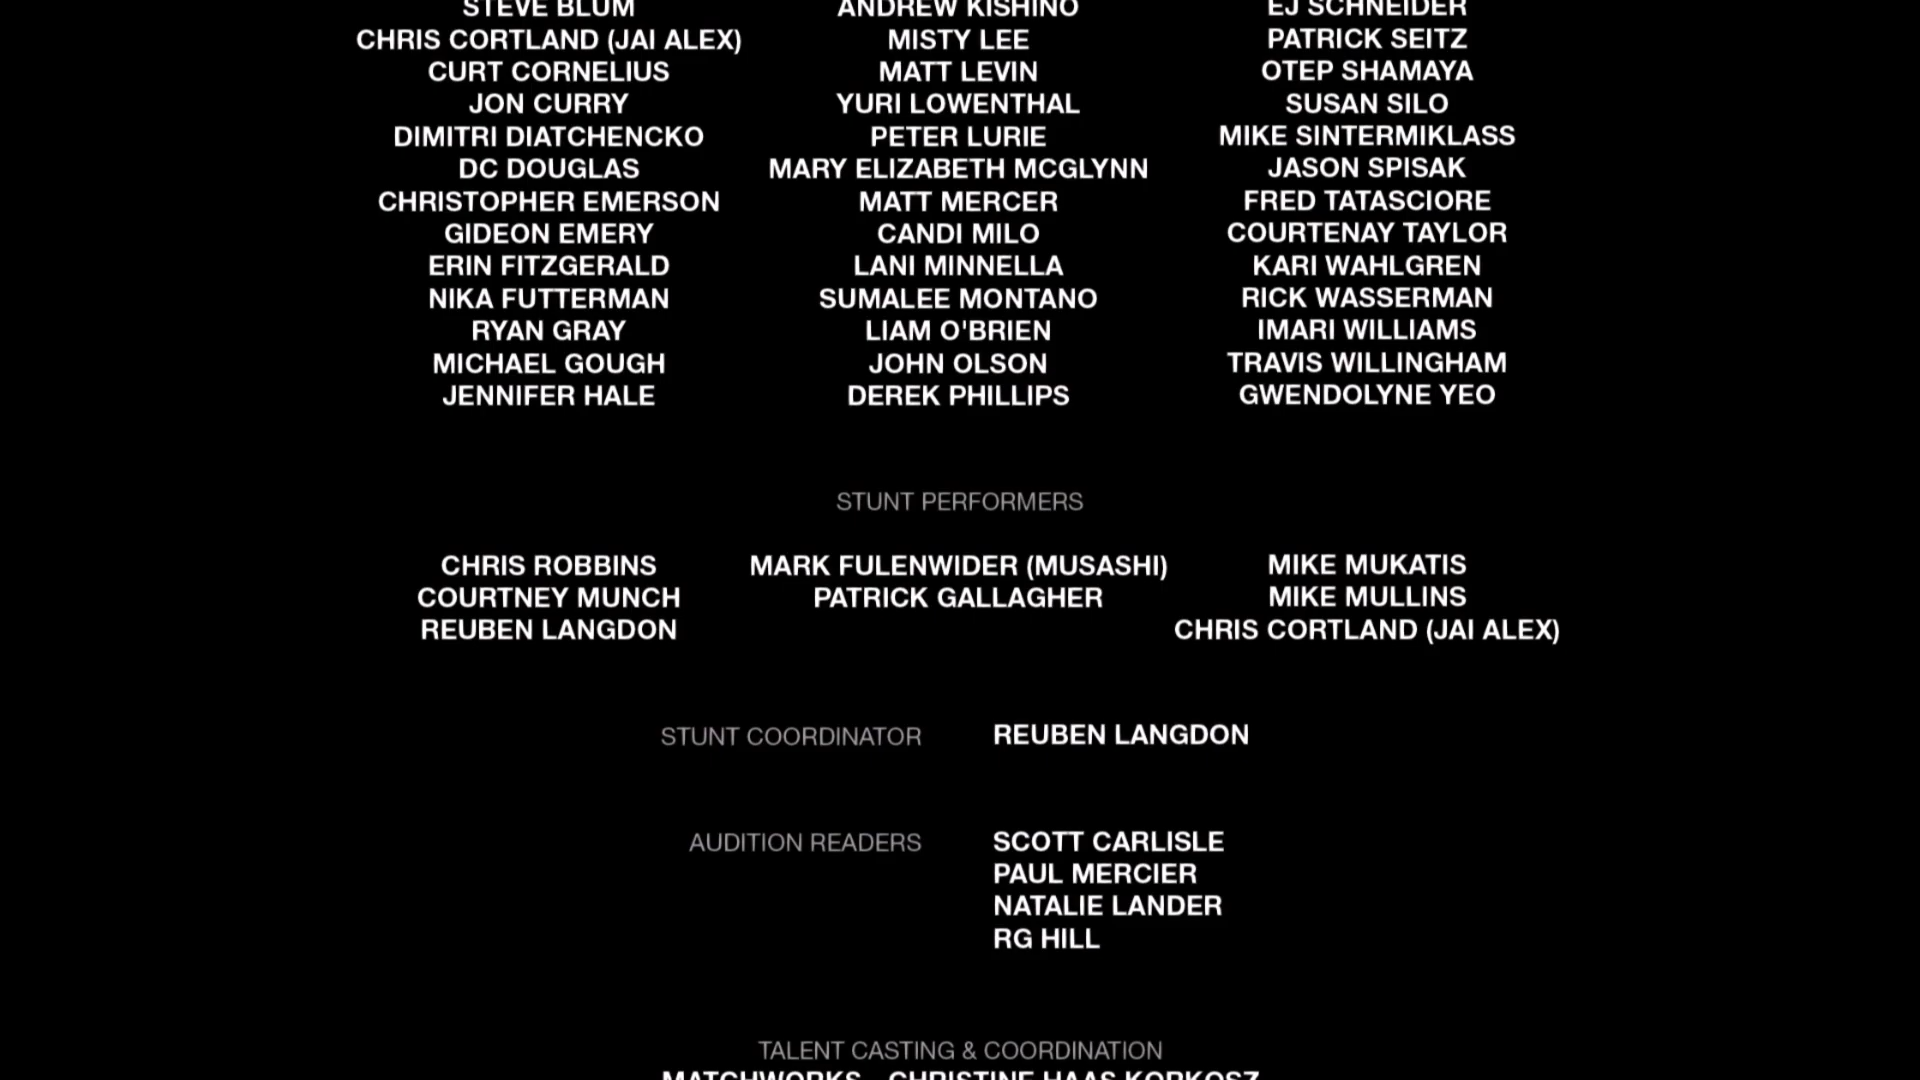 STEVE BLUM
CHRIS CORTLAND (JAI ALEX)
CURT CORNELIUS
JON CURRY
DIMITRI DIATCHENCKO
DC DOUGLAS
CHRISTOPHER EMERSON
GIDEON EMERY
ERIN FITZGERALD
NIKA FUTTERMAN
RYAN GRAY
MICHAEL GOUGH
JENNIFER HALE
ANDREW KISHINO
MISTY LEE
MATT LEVIN
YURI LOWENTHAL
PETER LURIE
MARY ELIZABETH MCGLYNN
MATT MERCER
CANDI MILO
LANI MINNELLA
SUMALEE MONTANO
LIAM O'BRIEN
JOHN OLSON
DEREK PHILLIPS
EJ SCHNEIDER
PATRICK SEITZ
OTEP SHAMAYA
SUSAN SILO
MIKE SINTERMIKLASS
JASON SPISAK
FRED TATASCIORE
COURTENAY TAYLOR
KARI WAHLGREN
RICK WASSERMAN
IMARI WILLIAMS
TRAVIS WILLINGHAM
GWENDOLYNE YEO
STUNT PERFORMERS
CHRIS ROBBINS
COURTNEY MUNCH
REUBEN LANGDON
MARK FULENWIDER (MUSASHI)
PATRICK GALLAGHER
MIKE MUKATIS
MIKE MULLINS
CHRIS CORTLAND (JAI ALEX)
STUNT COORDINATOR REUBEN LANGDON
AUDITION READERS SCOTT CARLISLE
PAUL MERCIER
NATALIE LANDER
RG HILL
TALENT CASTING & COORDINATION
MATCHWORKS - CHRISTINE HAAS KORKOSZ